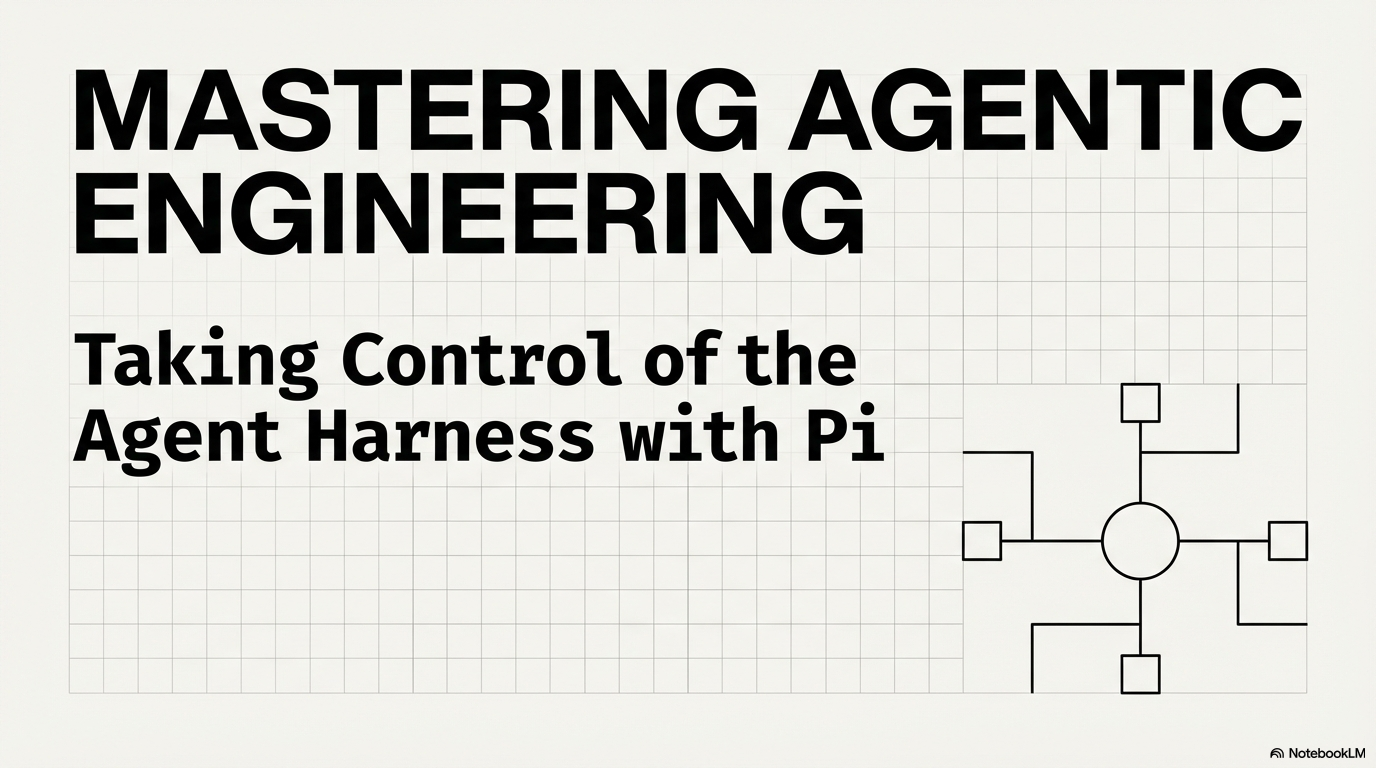 MASTERING AGENTIC
ENGINEERING
Taking Control of the
Agent Harness with Pi
NotebookLM